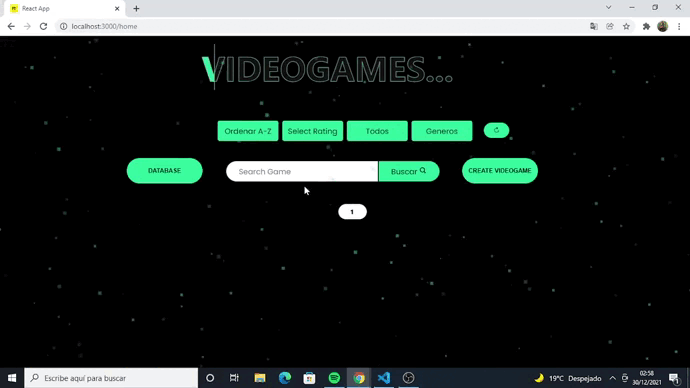 React App
localhost:3000/home
VIDEOGAMES...
Ordenar A-Z
Select Rating
Todos
Generos
DATABASE
Search Game
Buscar
CREATE VIDEOGAME
1
Escribe aquí para buscar
19°C Despejado
02:58
30/12/2021